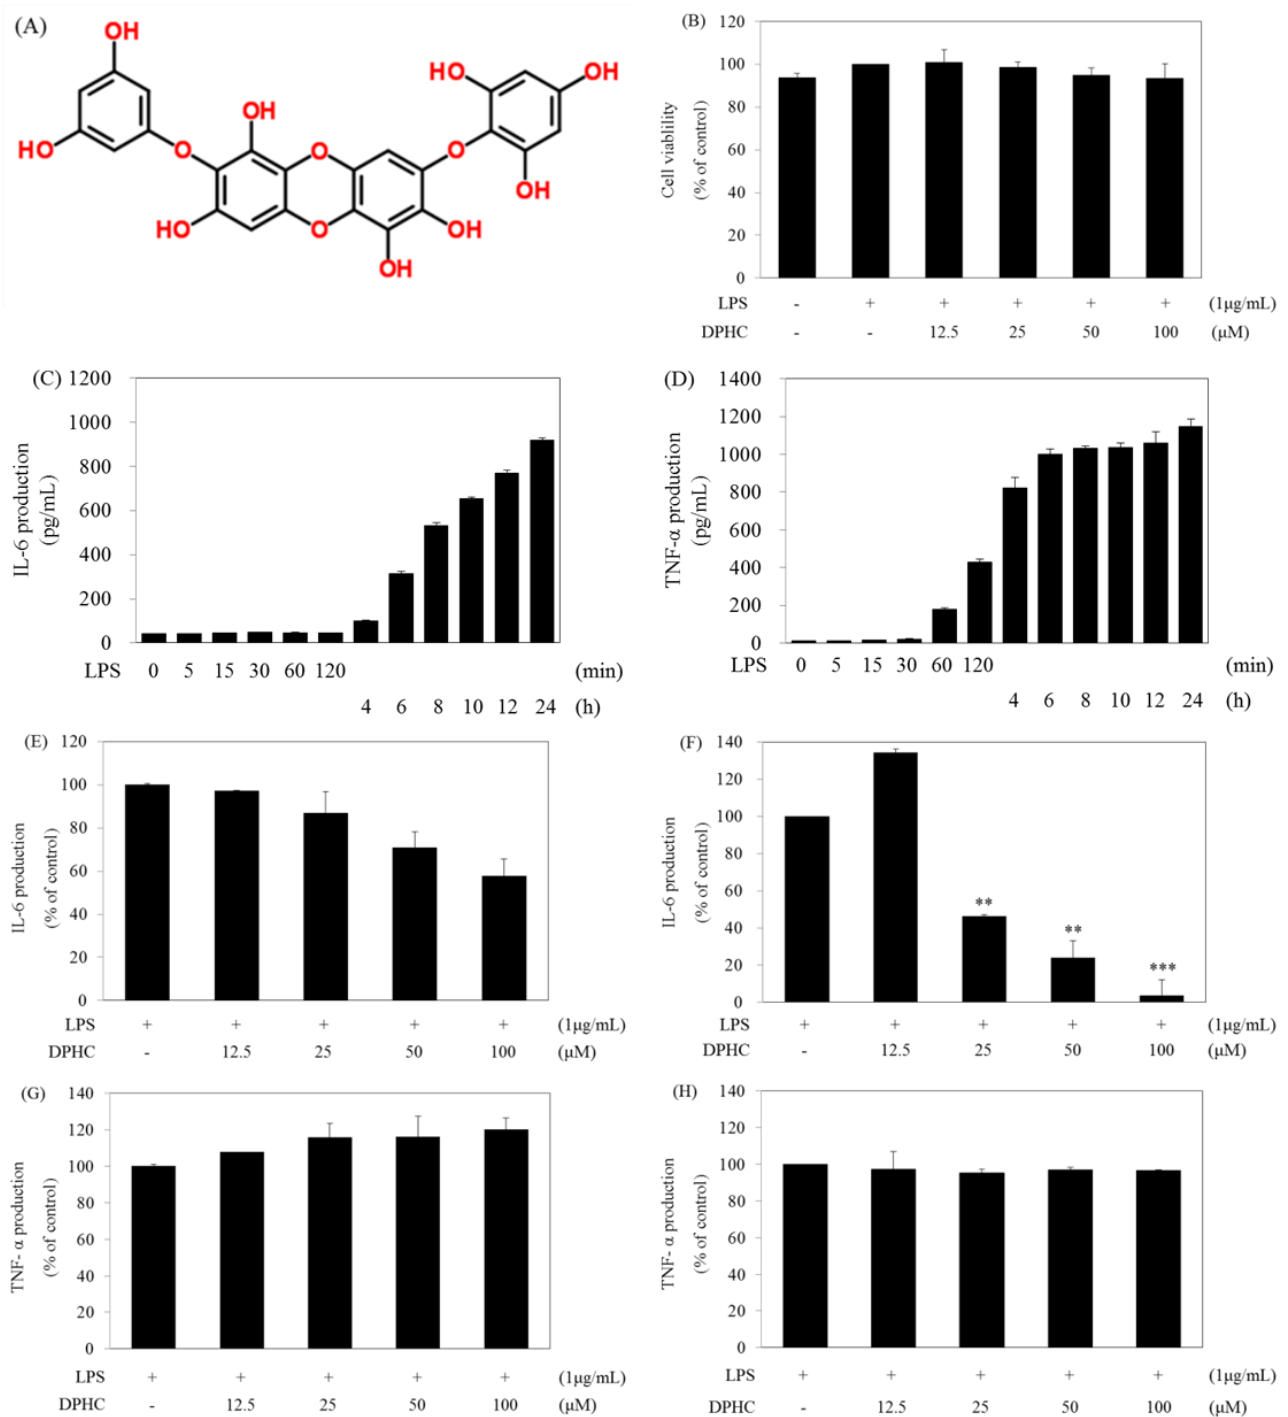 (A)
OH
HO
O
OH
HO
O
O
OH
OH
O
HO
OH
OH
(B)
Cell viablility
(% of control)
120
100
80
60
40
20
0
LPS - + + + + + (1μg/mL)
DPHC - - 12.5 25 50 100 (μM)
(C)
IL-6 production
(pg/mL)
1200
1000
800
600
400
200
0
LPS 0 5 15 30 60 120 (min)
4 6 8 10 12 24 (h)
(D)
TNF-α production
(pg/mL)
1400
1200
1000
800
600
400
200
0
LPS 0 5 15 30 60 120 (min)
4 6 8 10 12 24 (h)
(E)
IL-6 production
(% of control)
120
100
80
60
40
20
0
LPS + + + + + (1μg/mL)
DPHC - 12.5 25 50 100 (μM)
(F)
IL-6 production
(% of control)
140
120
100
80
60
40
20
0
**
**
***
LPS + + + + + (1μg/mL)
DPHC - 12.5 25 50 100 (μM)
(G)
TNF- α production
(% of control)
140
120
100
80
60
40
20
0
LPS + + + + + (1μg/mL)
DPHC - 12.5 25 50 100 (μM)
(H)
TNF- α production
(% of control)
140
120
100
80
60
40
20
0
LPS + + + + + (1μg/mL)
DPHC - 12.5 25 50 100 (μM)